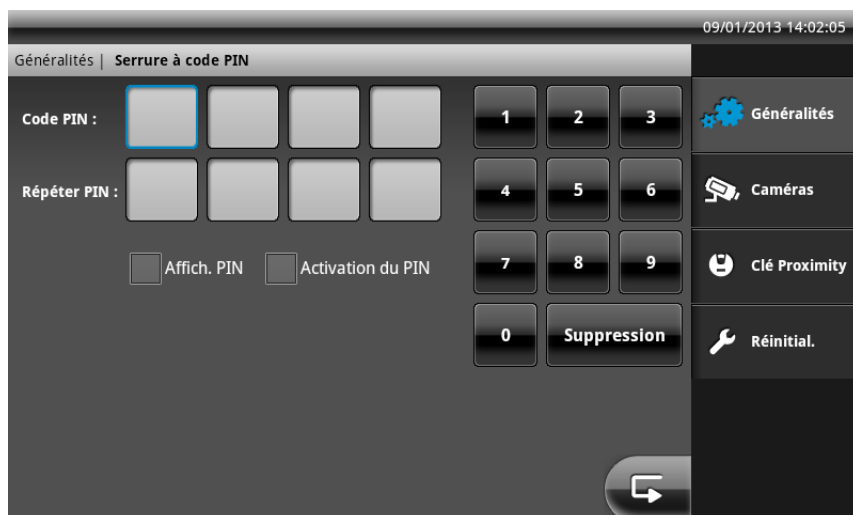 09/01/2013 14:02:05
Généralités | Serrure à code PIN
Code PIN :
1 2 3
Généralités
Répéter PIN :
4 5 6
Caméras
Affich. PIN Activation du PIN
7 8 9
Clé Proximity
0 Suppression
Réinitial.